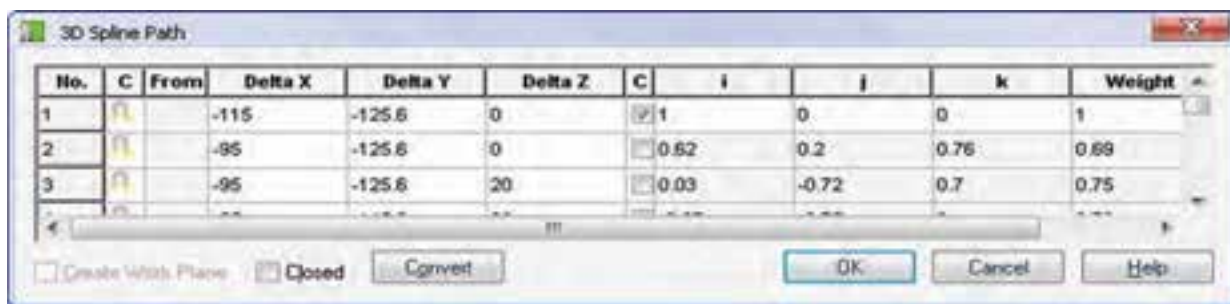 3D Spline Path
No. C From Delta X Delta Y Delta Z C i j k Weight
1 -115 -125.6 0 1 0 0 1
2 -95 -125.6 0 0.62 0.2 0.76 0.69
3 -95 -125.6 20 0.03 -0.72 0.7 0.75
Create Work Plane Closed Convert OK Cancel Help